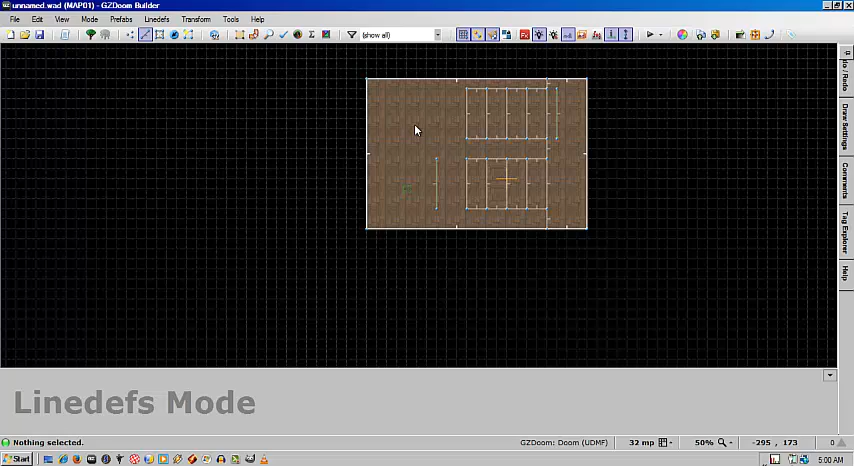 unnamed.wad (MAP01) - GZDoom Builder
File Edit View Mode Prefabs Linedefs Transform Tools Help
(show all)
Fx
Draw Settings
Comments
Tag Explorer
Help
Linedefs Mode
Nothing selected.
GZDoom: Doom (UDMF)
32 mp
50%
-295 , 173
0
Start
5:00 AM